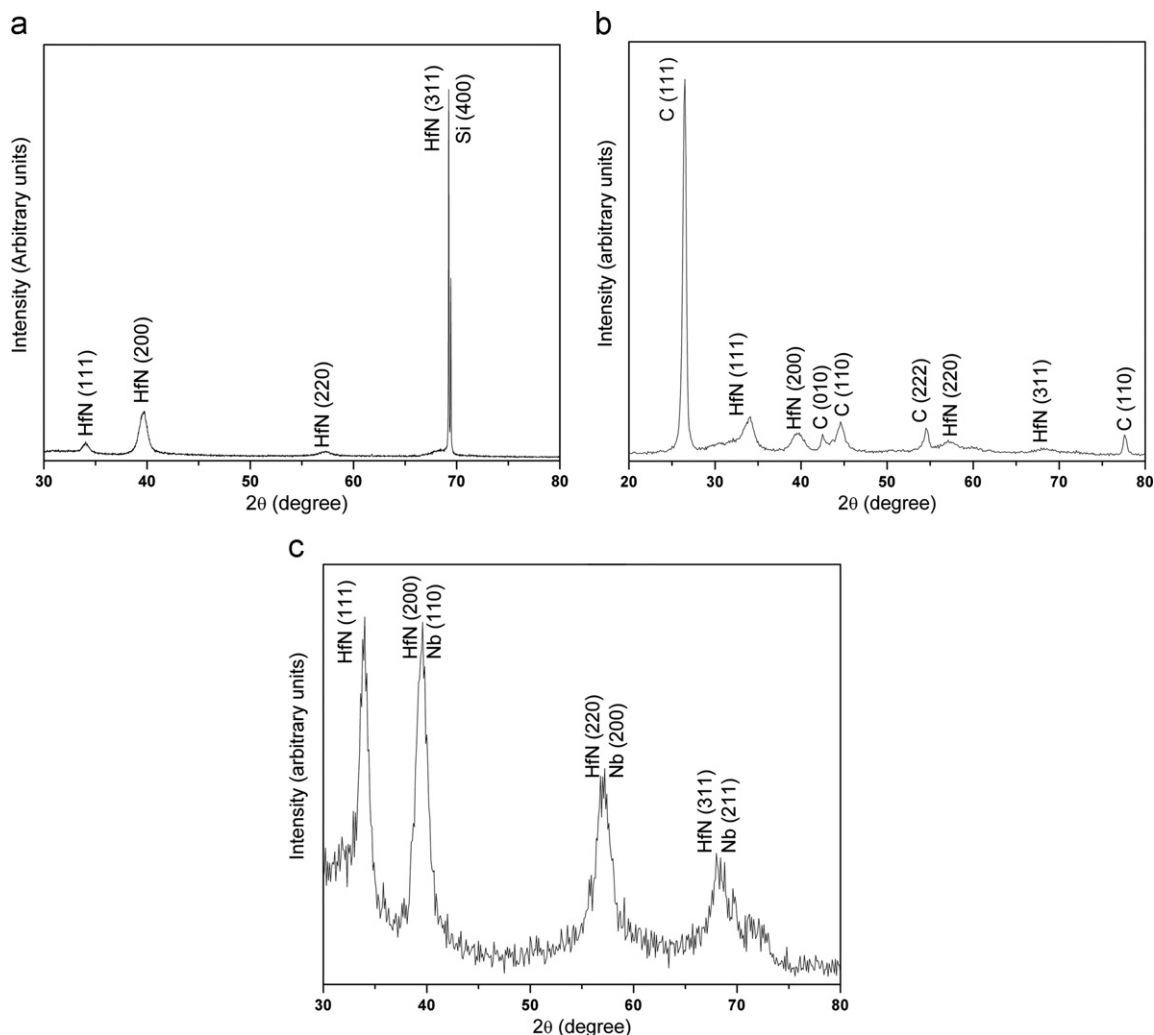 a
Intensity (Arbitrary units)
HfN (111)
HfN (200)
HfN (220)
HfN (311)
Si (400)
30 40 50 60 70 80
2θ (degree)
b
Intensity (arbitrary units)
C (111)
HfN (111)
HfN (200)
C (010)
C (110)
C (222)
HfN (220)
HfN (311)
C (110)
20 30 40 50 60 70 80
2θ (degree)
c
Intensity (arbitrary units)
HfN (111)
HfN (200)
Nb (110)
HfN (220)
Nb (200)
HfN (311)
Nb (211)
30 40 50 60 70 80
2θ (degree)